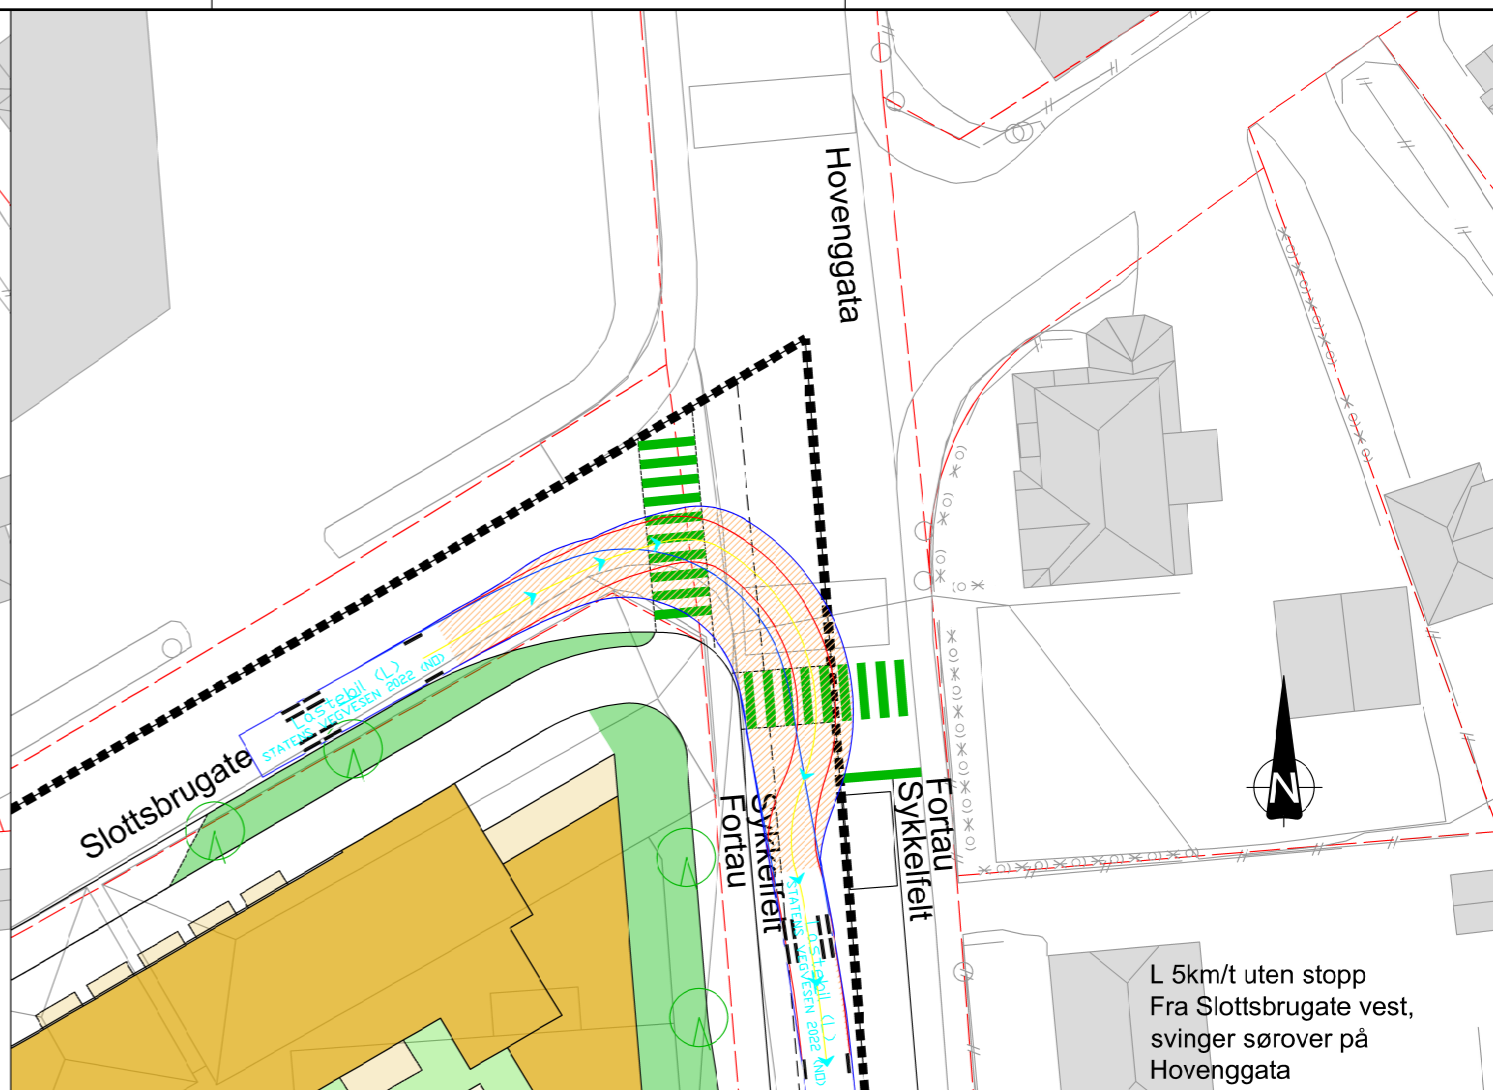 Hovenggata
Slottsbrugate
Lastebil (L)
STATENS VEGVESEN 2022 (ND)
Fortau
Sykkelfelt
Sykkelfelt
Fortau
STATENS VEGVESEN 2022 (ND)
Lastebil (L)
N
L 5km/t uten stopp
Fra Slottsbrugate vest,
svinger sørover på
Hovenggata